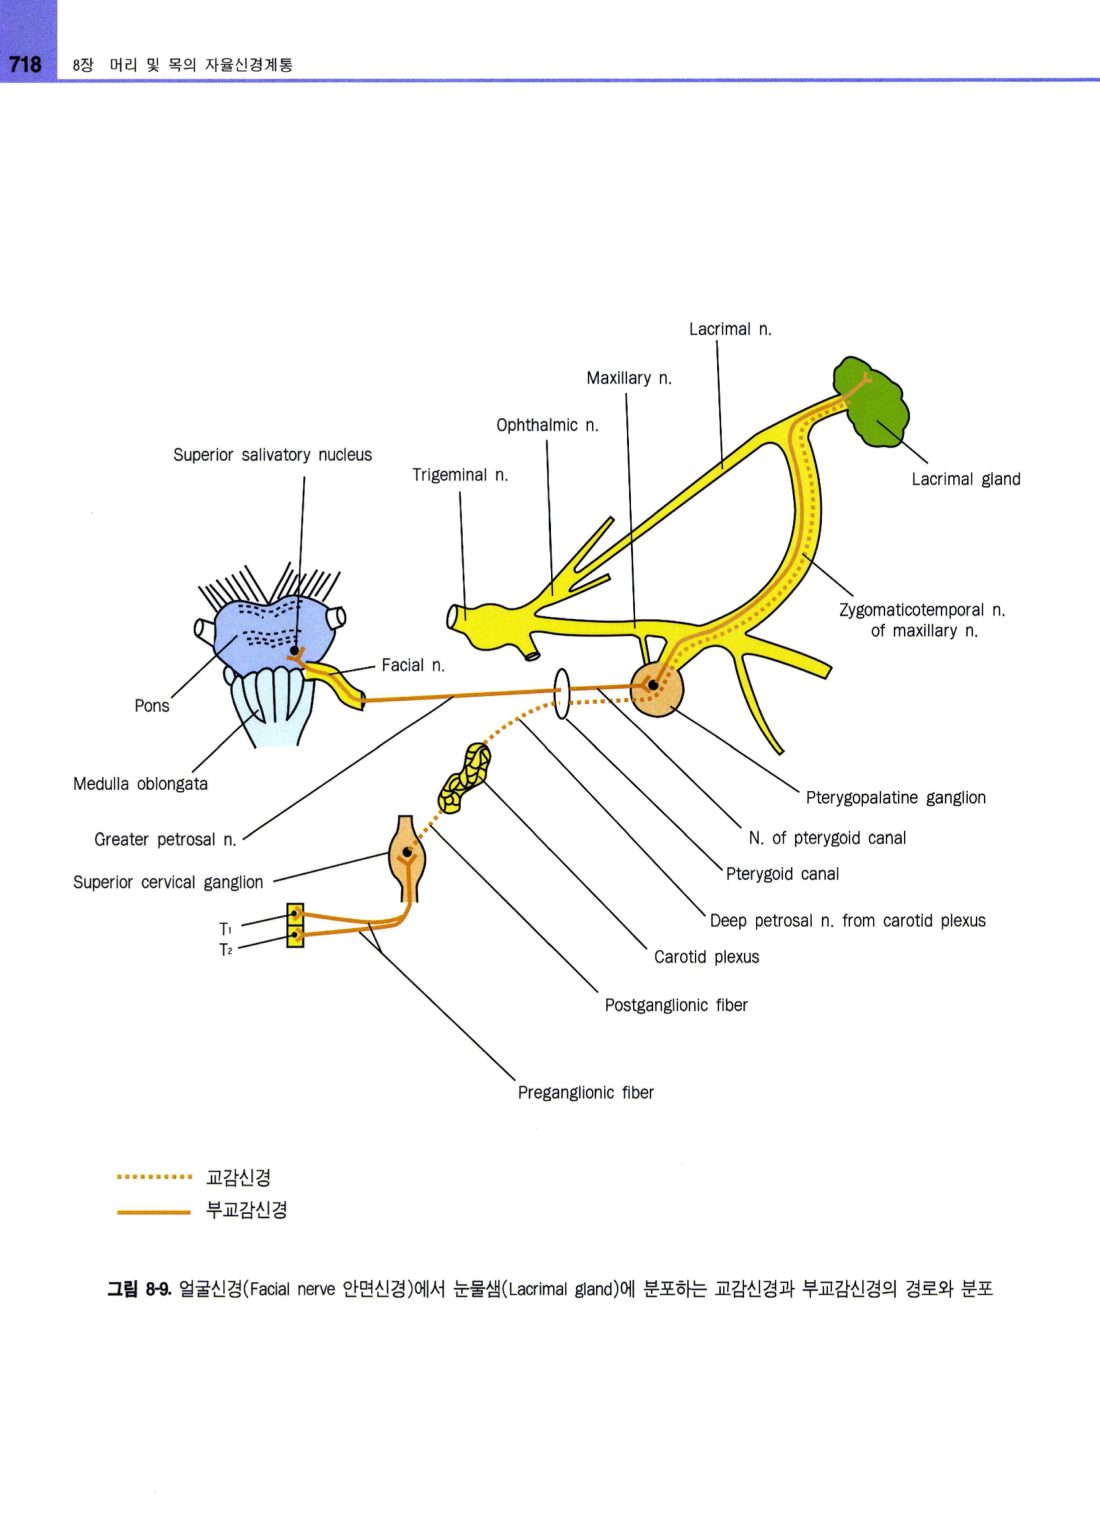 718 8장 머리 및 목의 자율신경계통
Lacrimal n.
Maxillary n.
Ophthalmic n.
Superior salivatory nucleus
Trigeminal n.
Lacrimal gland
Zygomaticotemporal n.
of maxillary n.
Facial n.
Pons
Medulla oblongata
Pterygopalatine ganglion
Greater petrosal n.
N. of pterygoid canal
Superior cervical ganglion
Pterygoid canal
T1
Deep petrosal n. from carotid plexus
T2
Carotid plexus
Postganglionic fiber
Preganglionic fiber
교감신경
부교감신경
그림 8-9. 얼굴신경(Facial nerve 안면신경)에서 눈물샘(Lacrimal gland)에 분포하는 교감신경과 부교감신경의 경로와 분포